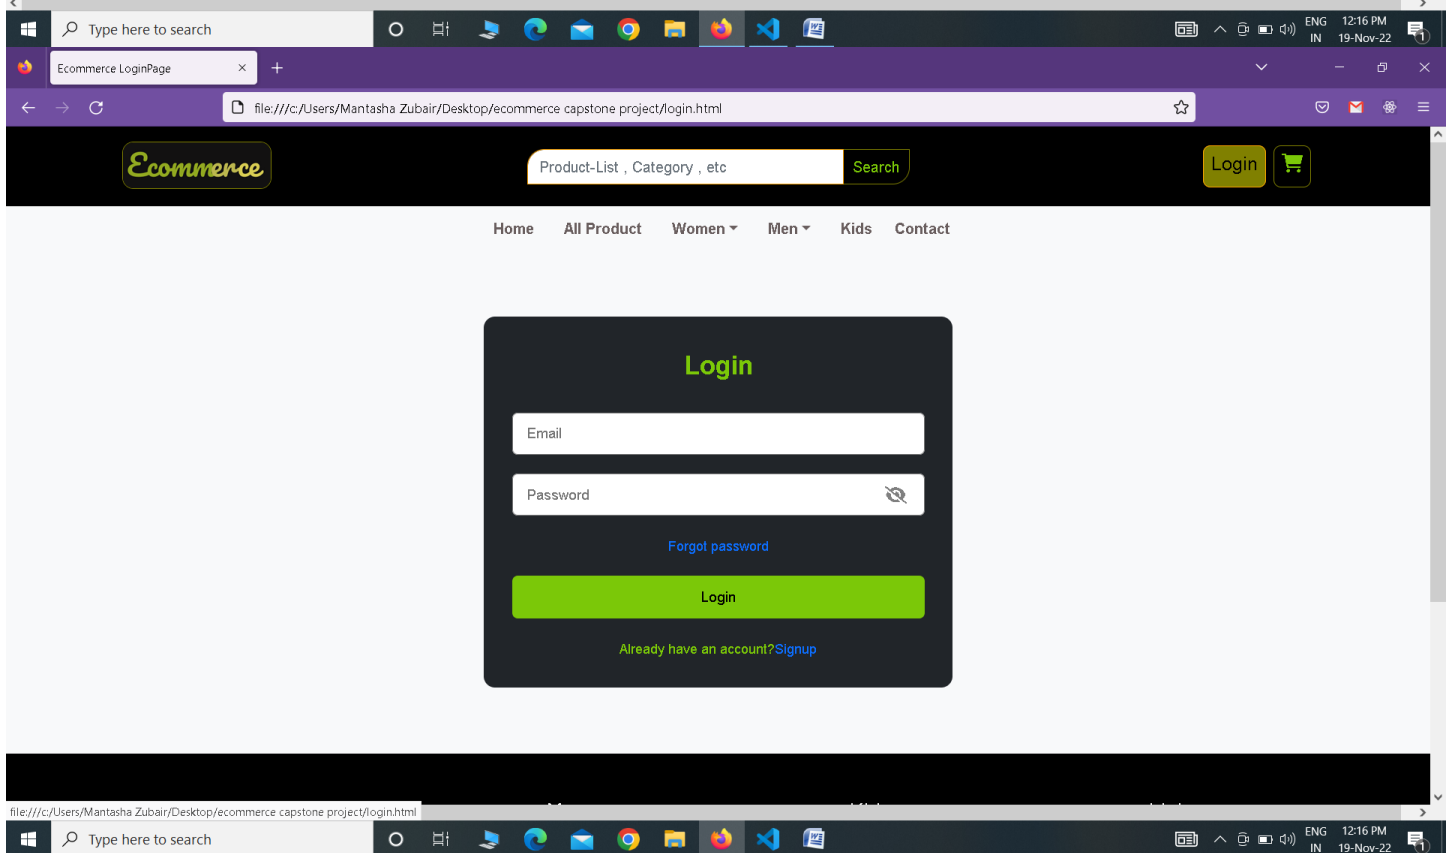 Type here to search
ENG 12:16 PM
IN 19-Nov-22
1
Ecommerce LoginPage
file:///c:/Users/Mantasha Zubair/Desktop/ecommerce capstone project/login.html
Ecommerce
Product-List , Category , etc Search
Login
Home All Product Women Men Kids Contact
Login
Email
Password
Forgot password
Login
Already have an account?Signup
file:///c:/Users/Mantasha Zubair/Desktop/ecommerce capstone project/login.html
Type here to search
ENG 12:16 PM
IN 19-Nov-22
1